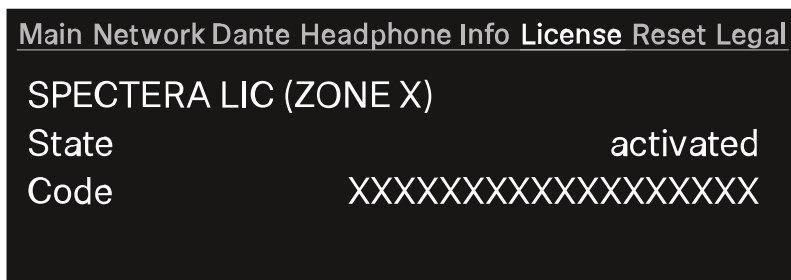 Main Network Dante Headphone Info License Reset Legal
SPECTERA LIC (ZONE X)
State activated
Code XXXXXXXXXXXXXXXXXX